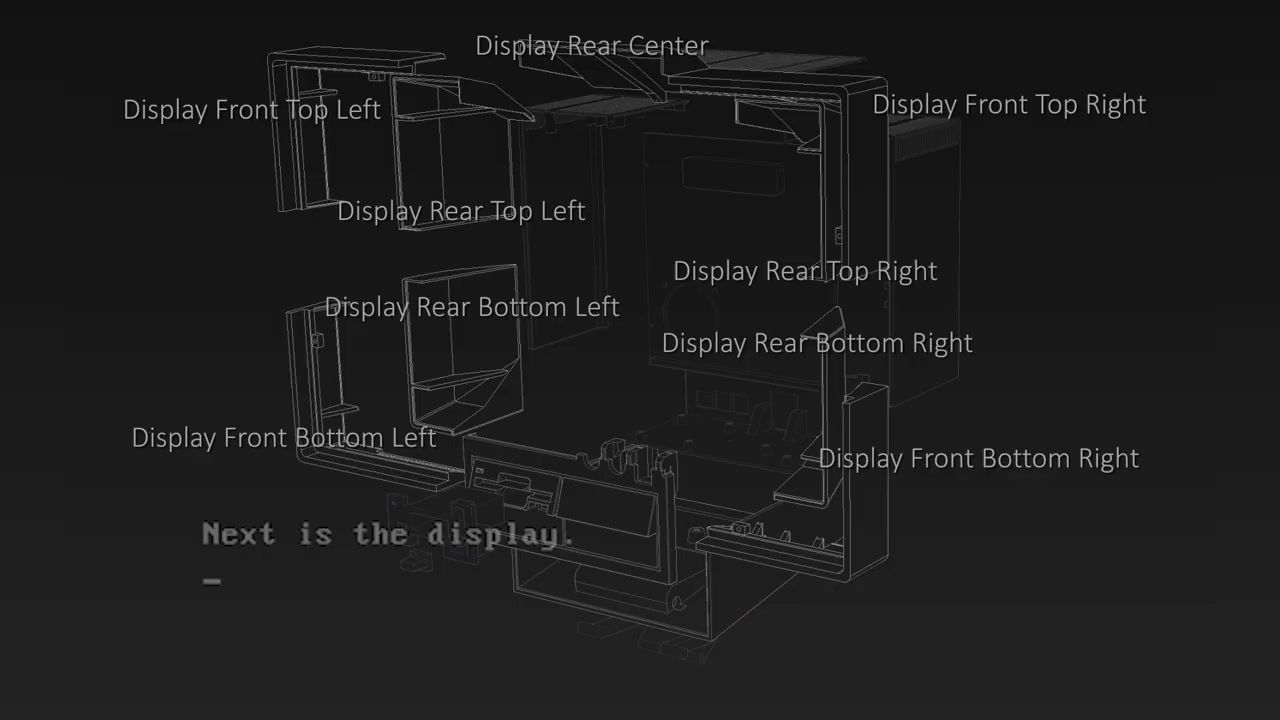 Display Rear Center
Display Front Top Left
Display Front Top Right
Display Rear Top Left
Display Rear Top Right
Display Rear Bottom Left
Display Rear Bottom Right
Display Front Bottom Left
Display Front Bottom Right
Next is the display.